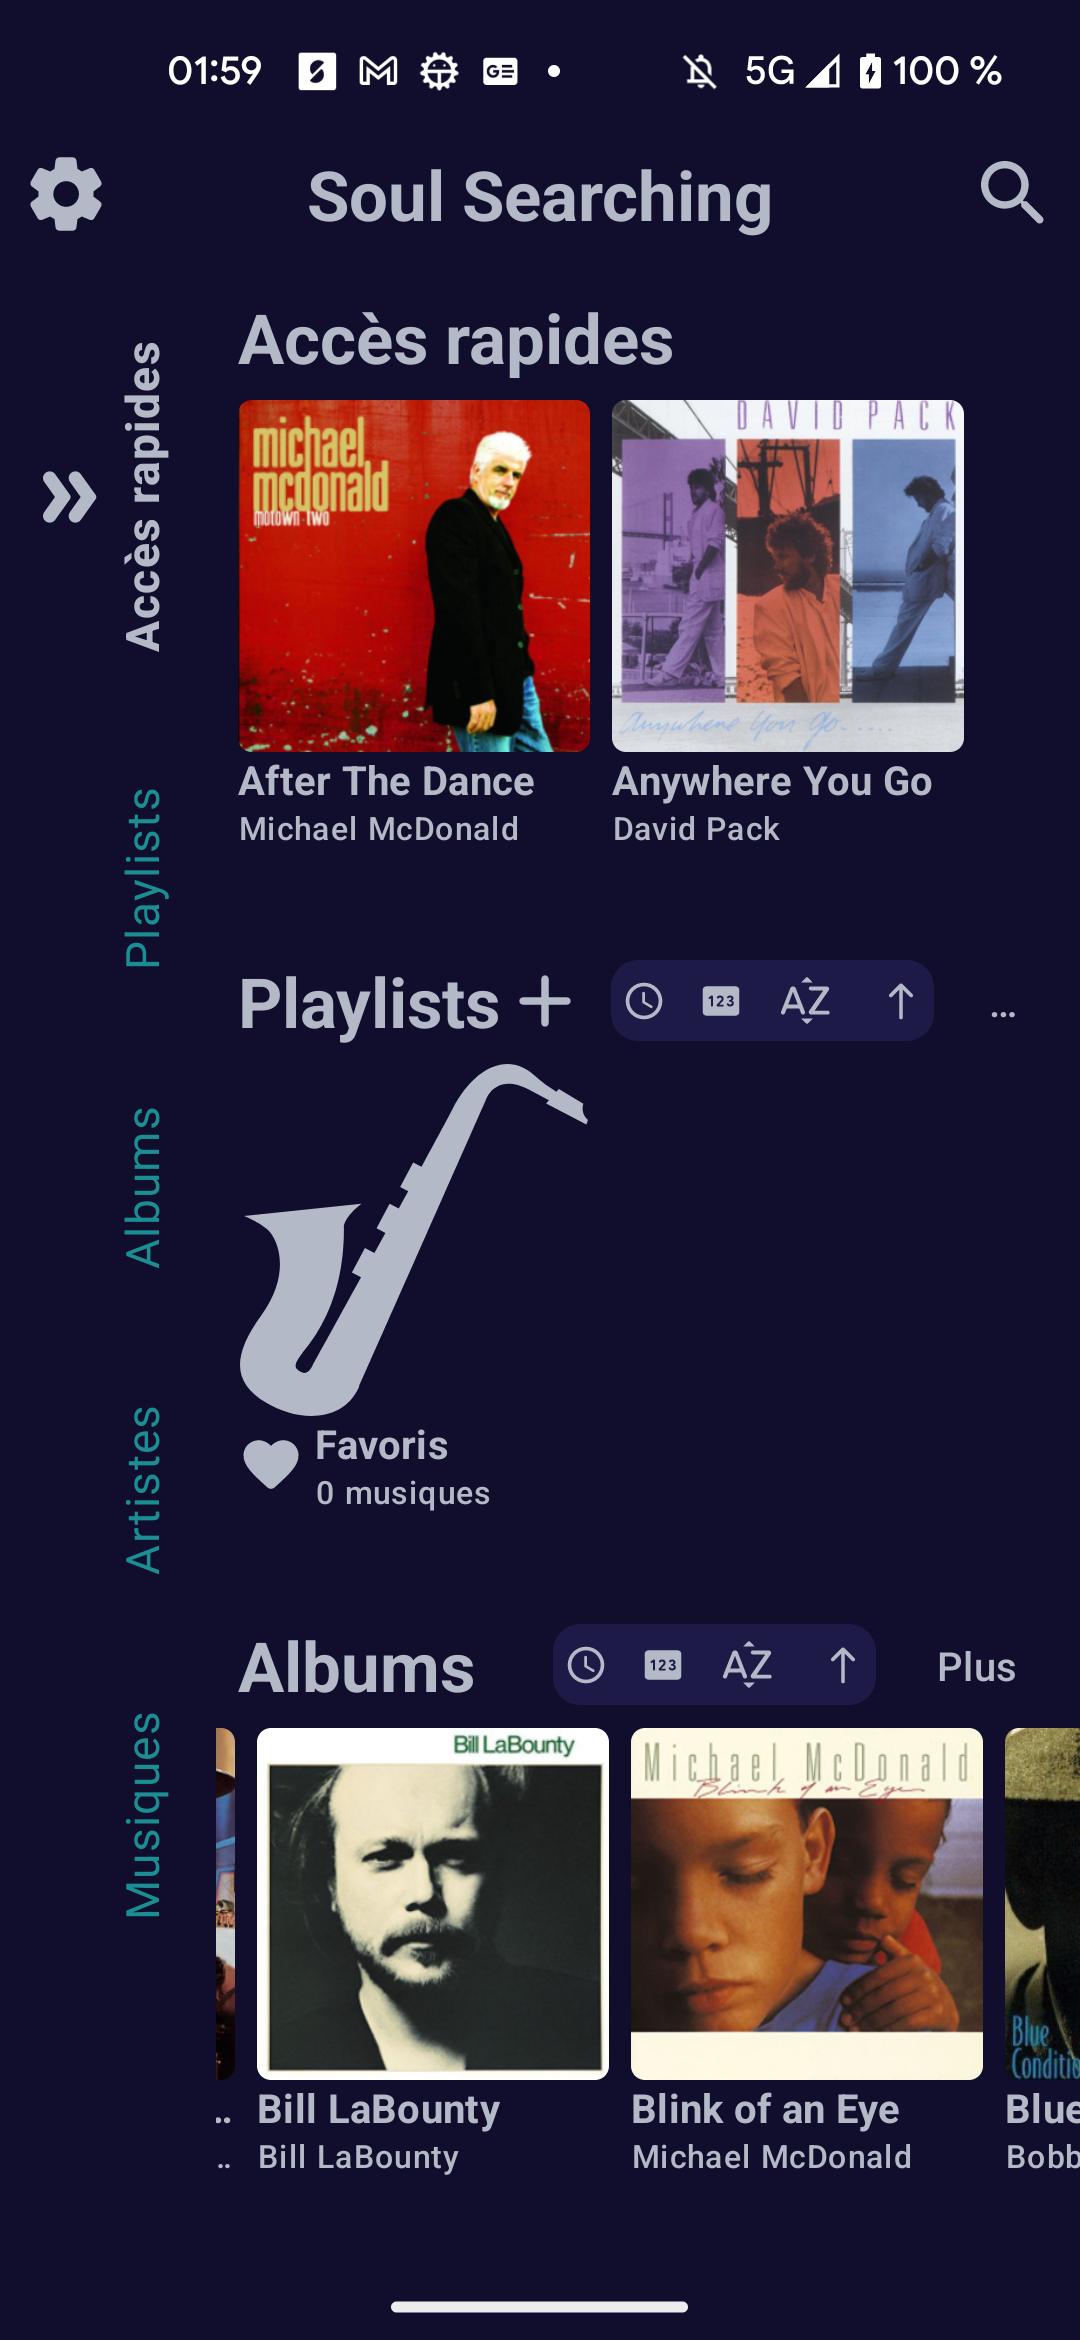 01:59
5G
100 %
Soul Searching
Accès rapides
Playlists
Albums
Artistes
Musiques
Accès rapides
michael
mcdonald
motown two
DAVID PACK
anywhere you go.....
After The Dance
Michael McDonald
Anywhere You Go
David Pack
Playlists
123
AZ
...
Favoris
0 musiques
Albums
123
AZ
Plus
Bill LaBounty
Michael McDonald
Blink of an Eye
Blue
Conditio
..
Bill LaBounty
Blink of an Eye
Blue
..
Bill LaBounty
Michael McDonald
Bobb